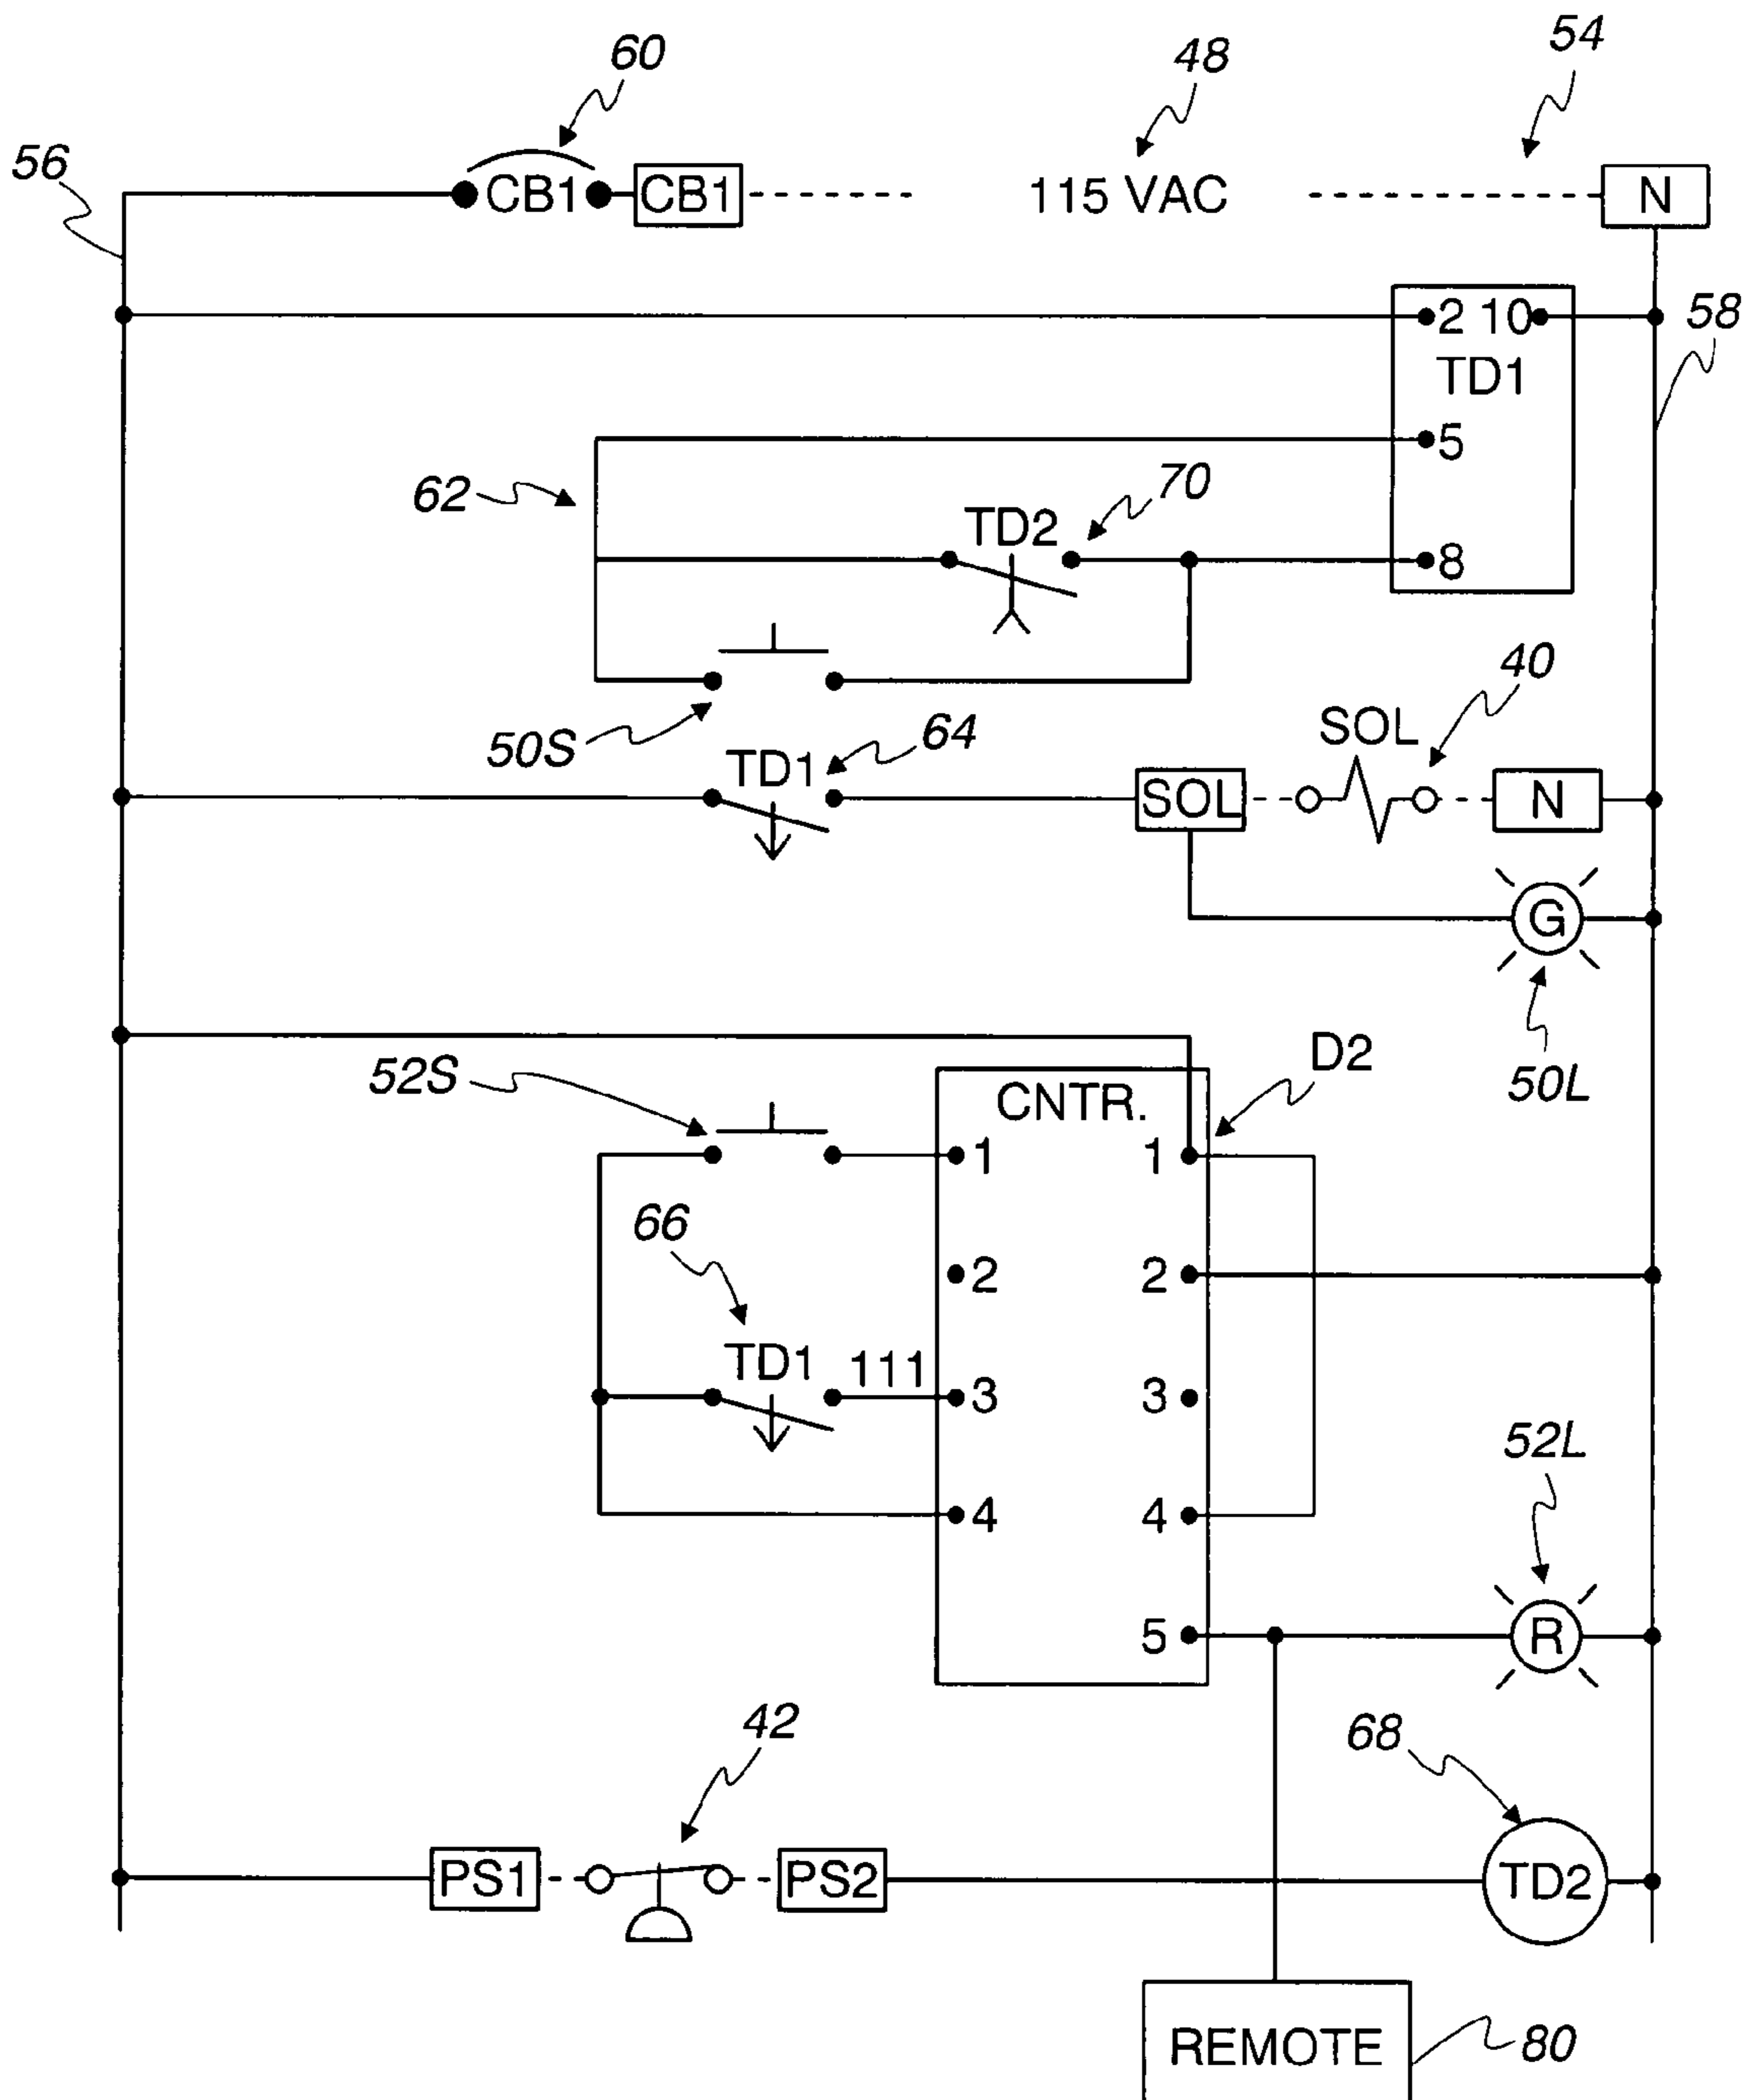 60
48
54
56
CB1 CB1 115 VAC N
2 10
58
TD1
5
62
70
TD2
8
40
50S
TD1
64
SOL
SOL N
G
52S
D2
50L
CNTR.
1 1
66
2 2
TD1 111
3 3
52L
4 4
5 R
42
68
PS1 PS2 TD2
REMOTE
80